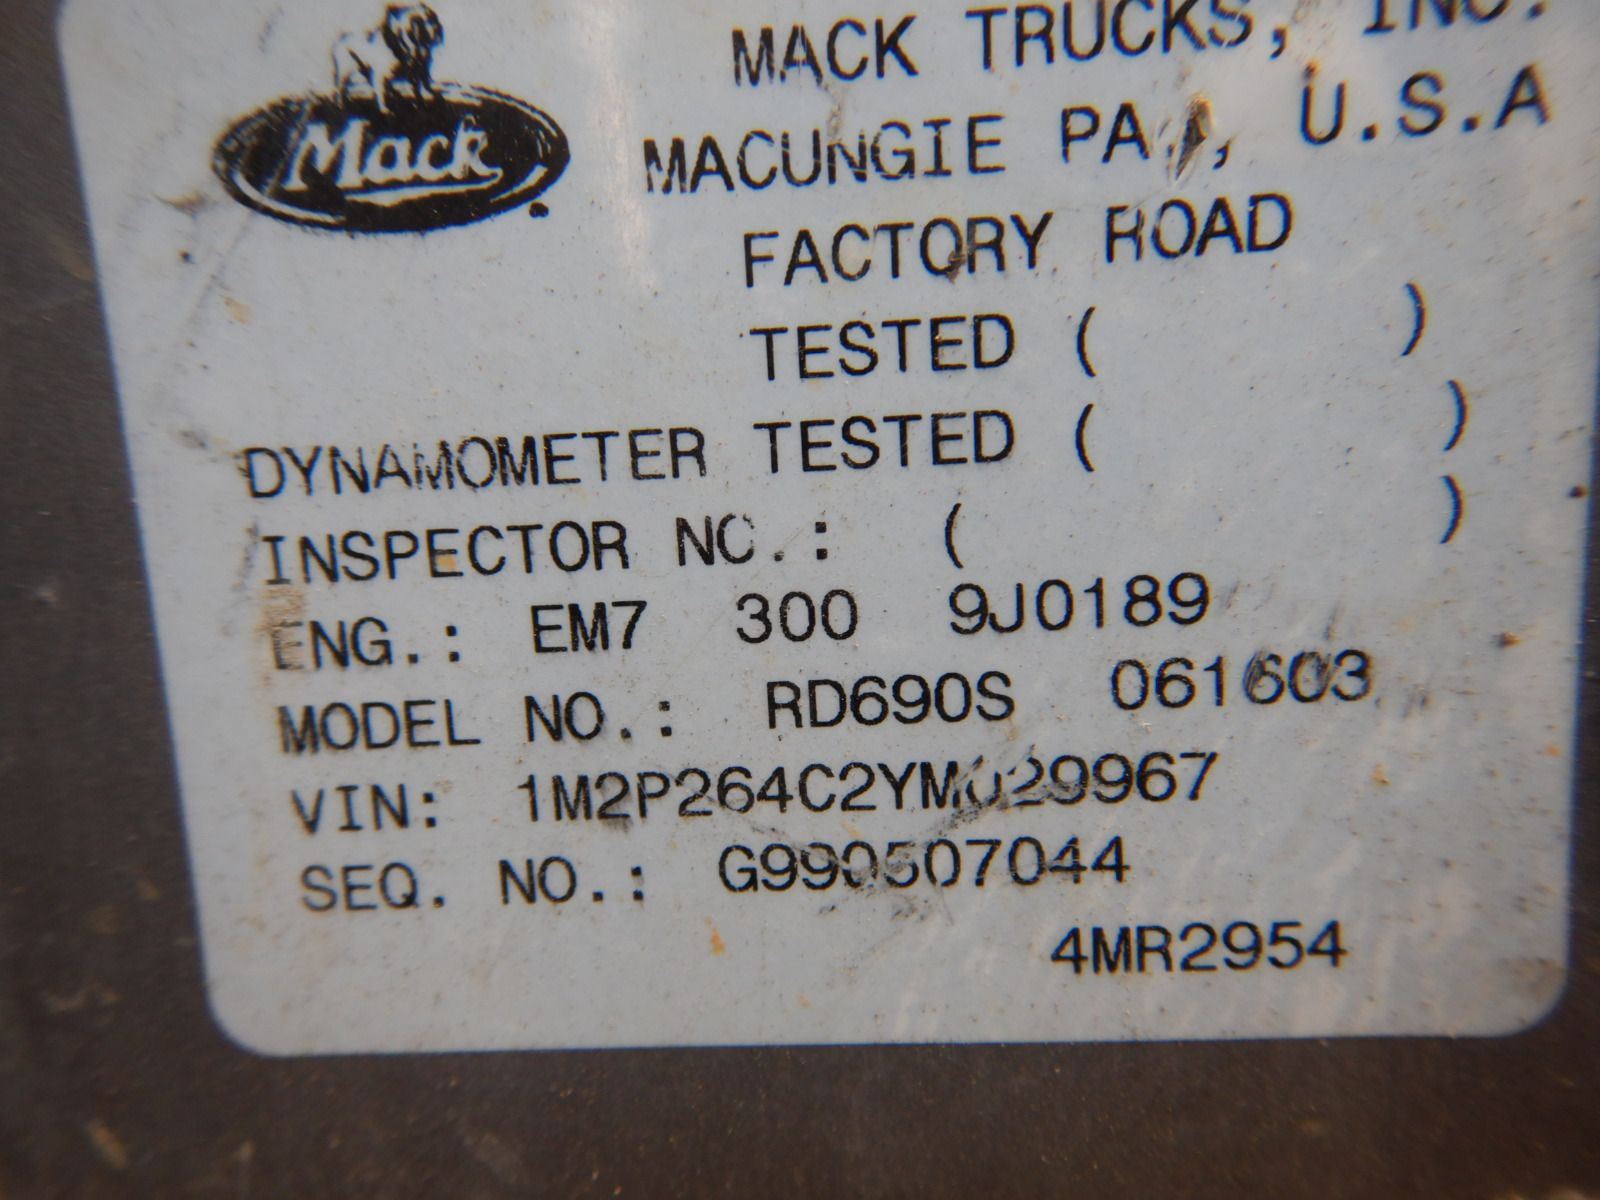 Mack
MACK TRUCKS, INC.
MACUNGIE PA., U.S.A
FACTORY ROAD
TESTED ( )
DYNAMOMETER TESTED ( )
INSPECTOR NO.: ( )
ENG.: EM7 300 9J0189
MODEL NO.: RD690S 061603
VIN: 1M2P264C2YM029967
SEQ. NO.: G990507044
4MR2954